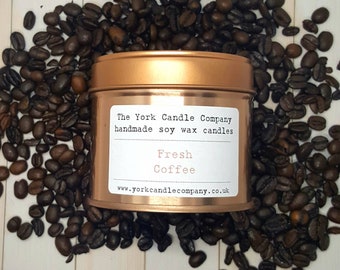 The York Candle Company
handmade soy wax candles
Fresh
Coffee
www.yorkcandlecompany.co.uk